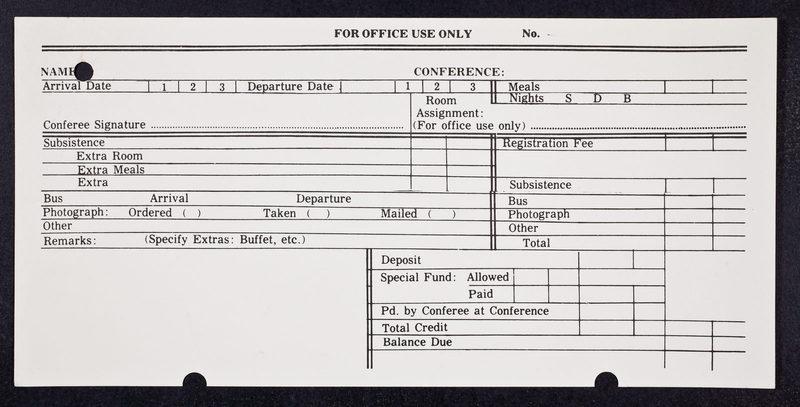 FOR OFFICE USE ONLY No.
NAME CONFERENCE:
Arrival Date 1 2 3 Departure Date 1 2 3 Meals
Room Nights S D B
Assignment:
Conferee Signature (For office use only)
Subsistence Registration Fee
Extra Room
Extra Meals
Extra Subsistence
Bus Arrival Departure Bus
Photograph: Ordered ( ) Taken ( ) Mailed ( ) Photograph
Other Other
Remarks: (Specify Extras: Buffet, etc.) Total
Deposit
Special Fund: Allowed
Paid
Pd. by Conferee at Conference
Total Credit
Balance Due